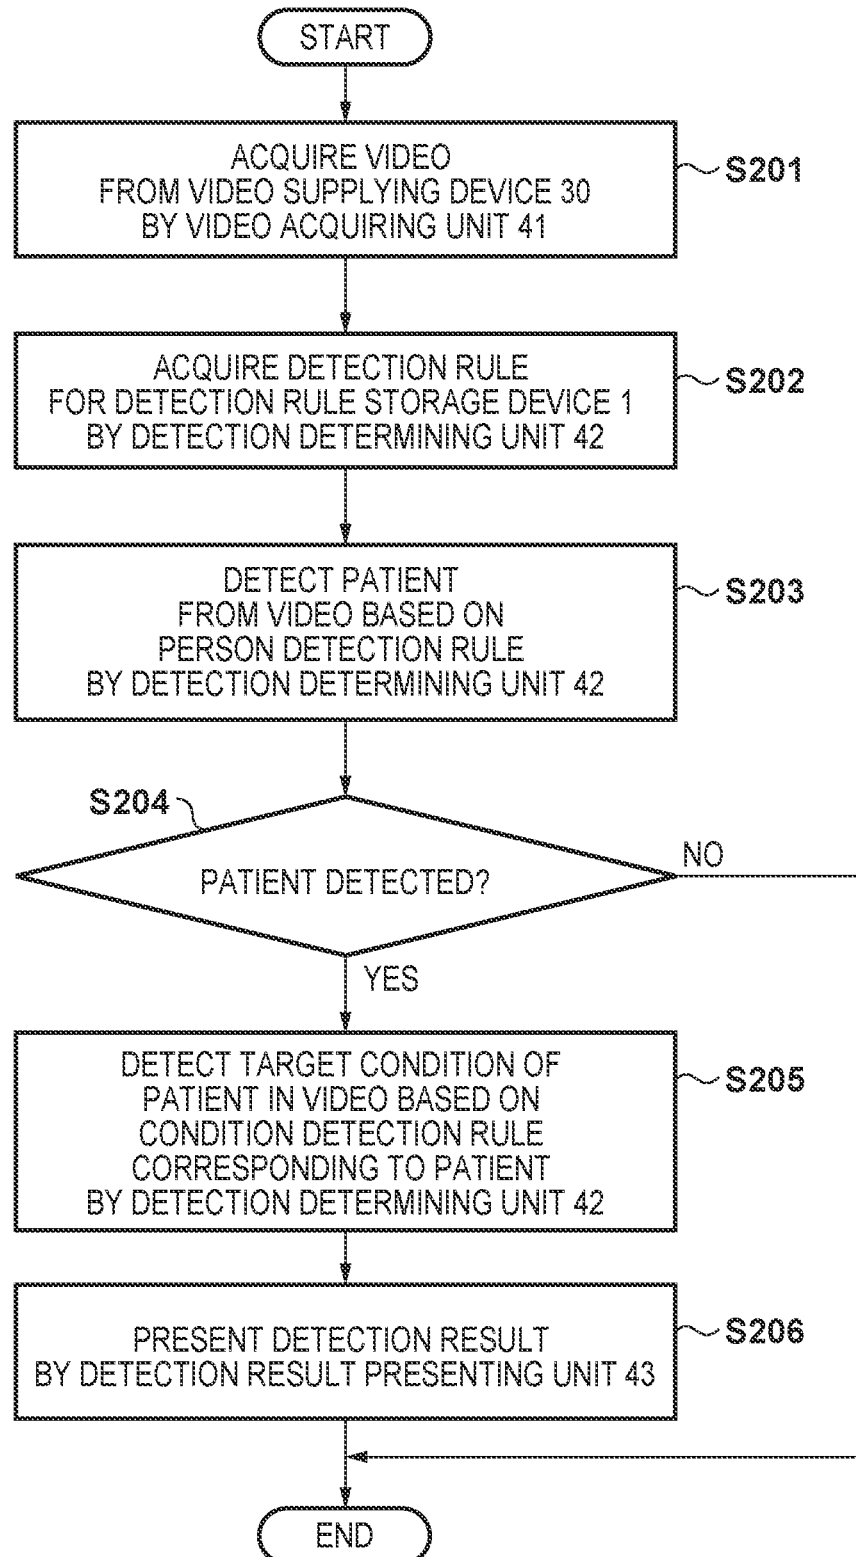 START
ACQUIRE VIDEO
FROM VIDEO SUPPLYING DEVICE 30
BY VIDEO ACQUIRING UNIT 41
S201
ACQUIRE DETECTION RULE
FOR DETECTION RULE STORAGE DEVICE 1
BY DETECTION DETERMINING UNIT 42
S202
DETECT PATIENT
FROM VIDEO BASED ON
PERSON DETECTION RULE
BY DETECTION DETERMINING UNIT 42
S203
S204
PATIENT DETECTED?
NO
YES
DETECT TARGET CONDITION OF
PATIENT IN VIDEO BASED ON
CONDITION DETECTION RULE
CORRESPONDING TO PATIENT
BY DETECTION DETERMINING UNIT 42
S205
PRESENT DETECTION RESULT
BY DETECTION RESULT PRESENTING UNIT 43
S206
END